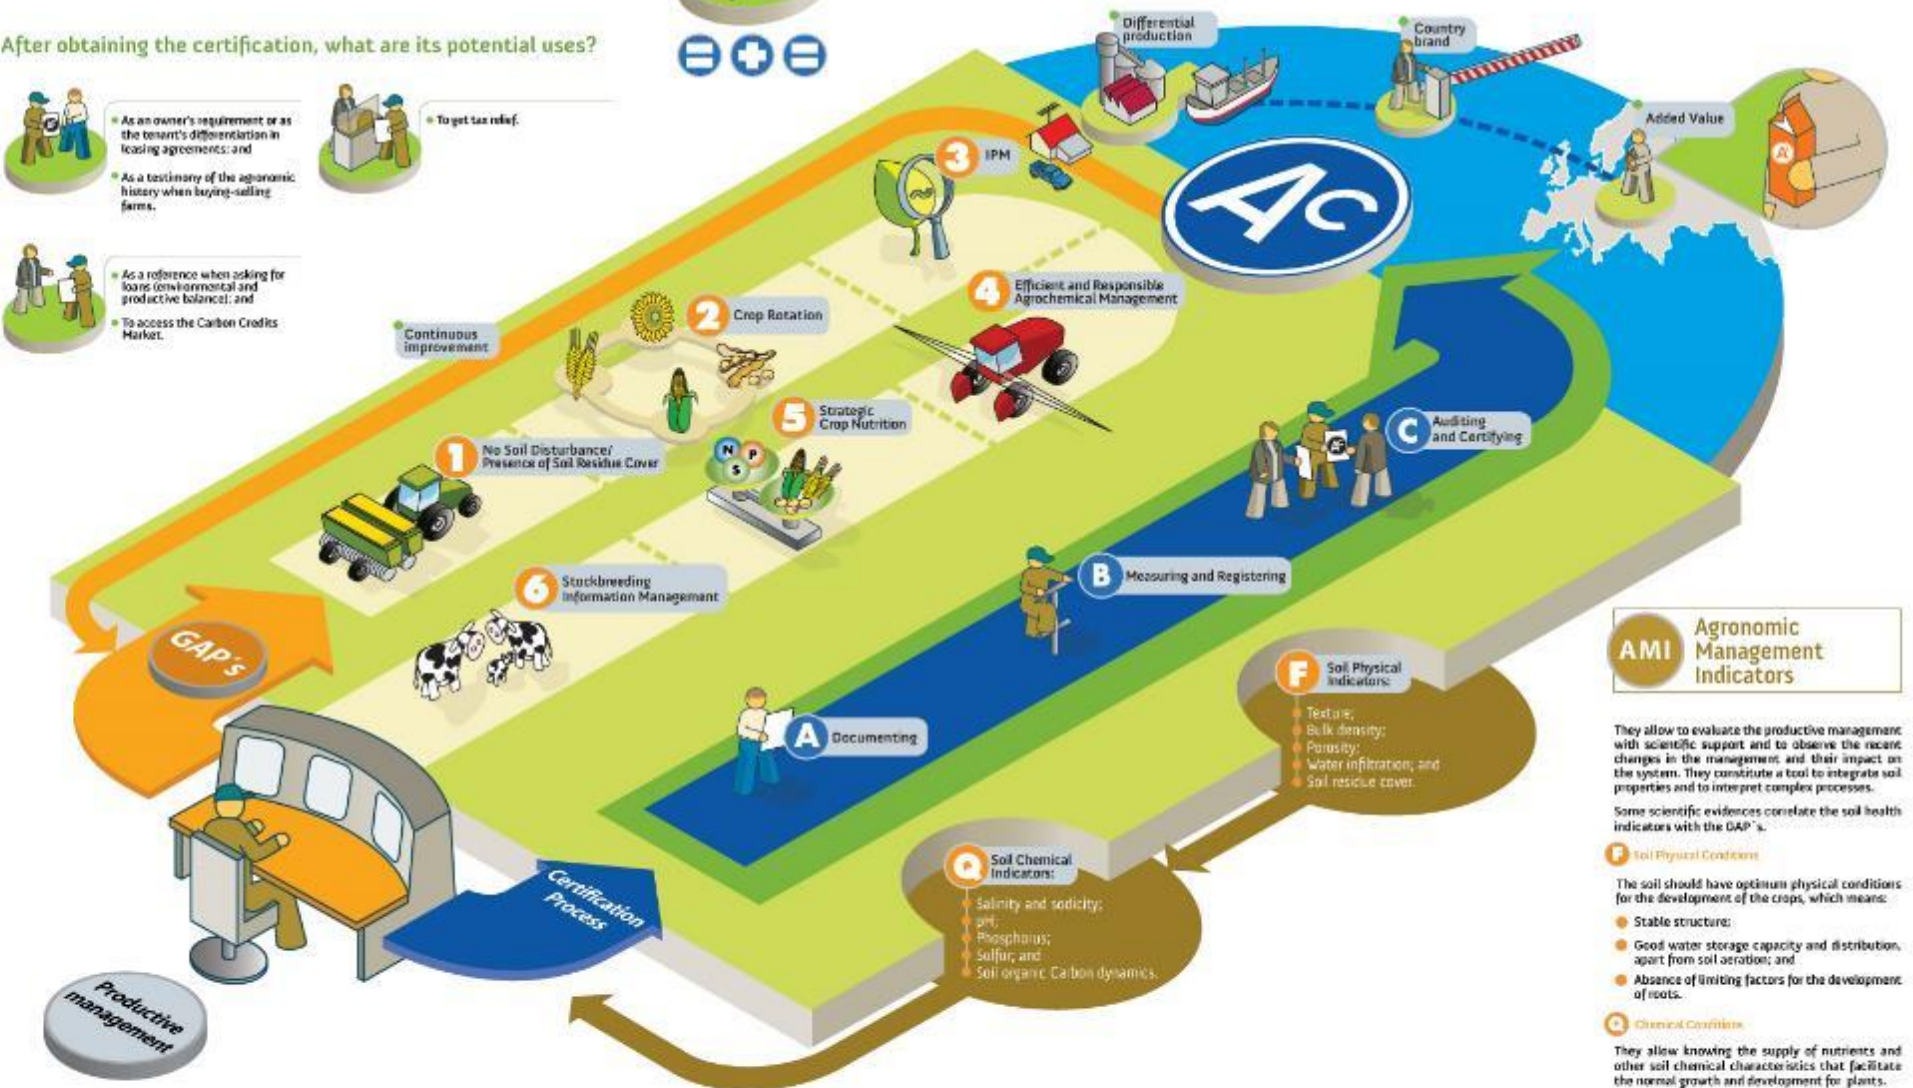 After obtaining the certification, what are its potential uses?
As an owner's requirement or as
the tenant's differentiation in
leasing agreements; and
As a testimony of the agronomic
history when buying-selling
farms.
To get tax relief.
As a reference when asking for
loans (environmental and
productive balance); and
To access the Carbon Credits
Market.
Differential
production
Country
brand
Added Value
A
Ac
3
IPM
4
Efficient and Responsible
Agrochemical Management
2
Crop Rotation
Continuous
improvement
5
Strategic
Crop Nutrition
N
P
S
1
No Soil Disturbance/
Presence of Soil Residue Cover
6
Stockbreeding
Information Management
GAP's
C
Auditing
and Certifying
B
Measuring and Registering
A
Documenting
Certification
Process
Productive
management
F
Soil Physical
Indicators:
Texture;
Bulk density;
Porosity;
Water infiltration; and
Soil residue cover.
Q
Soil Chemical
Indicators:
Salinity and sodicity;
pH;
Phosphorus;
Sulfur; and
Soil organic Carbon dynamics.
AMI
Agronomic
Management
Indicators
They allow to evaluate the productive management
with scientific support and to observe the recent
changes in the management and their impact on
the system. They constitute a tool to integrate soil
properties and to interpret complex processes.
Some scientific evidences correlate the soil health
indicators with the GAP´s.
F
Soil Physical Conditions
The soil should have optimum physical conditions
for the development of the crops, which means:
Stable structure;
Good water storage capacity and distribution,
apart from soil aeration; and
Absence of limiting factors for the development
of roots.
Q
Chemical Conditions
They allow knowing the supply of nutrients and
other soil chemical characteristics that facilitate
the normal growth and development for plants.